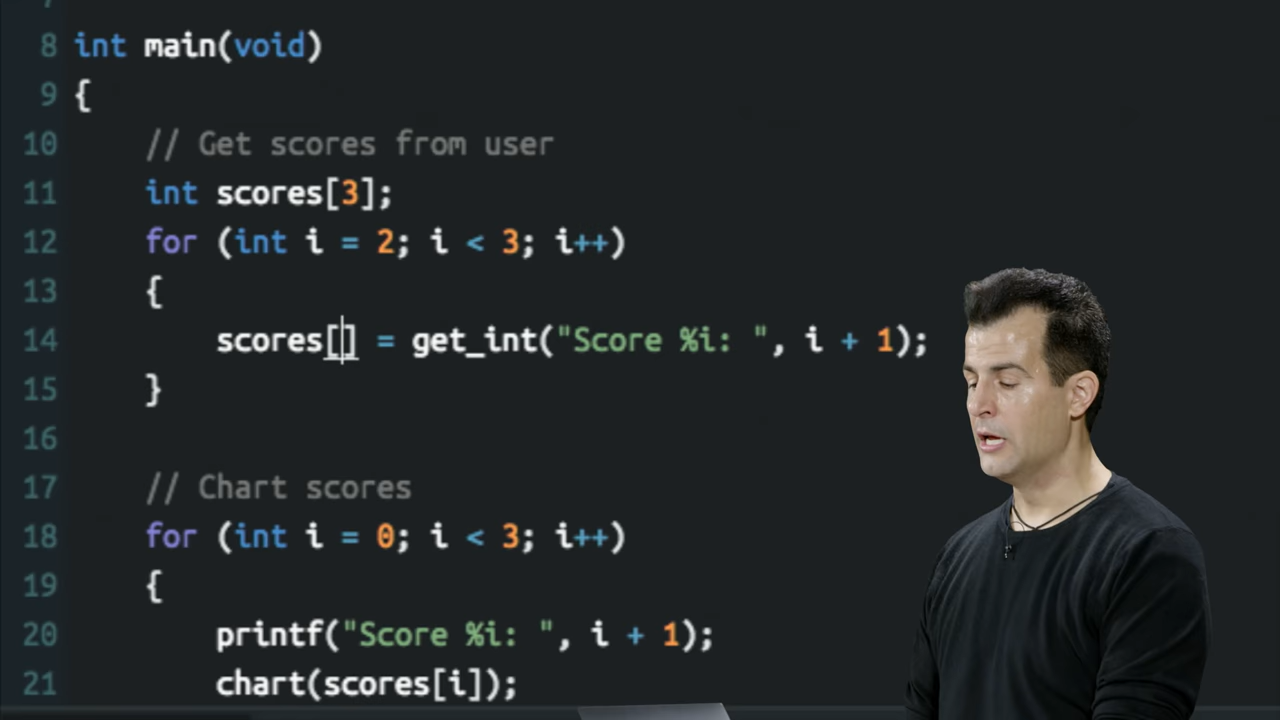 8 int main(void)
9 {
10 // Get scores from user
11 int scores[3];
12 for (int i = 2; i < 3; i++)
13 {
14 scores[] = get_int("Score %i: ", i + 1);
15 }
16
17 // Chart scores
18 for (int i = 0; i < 3; i++)
19 {
20 printf("Score %i: ", i + 1);
21 chart(scores[i]);